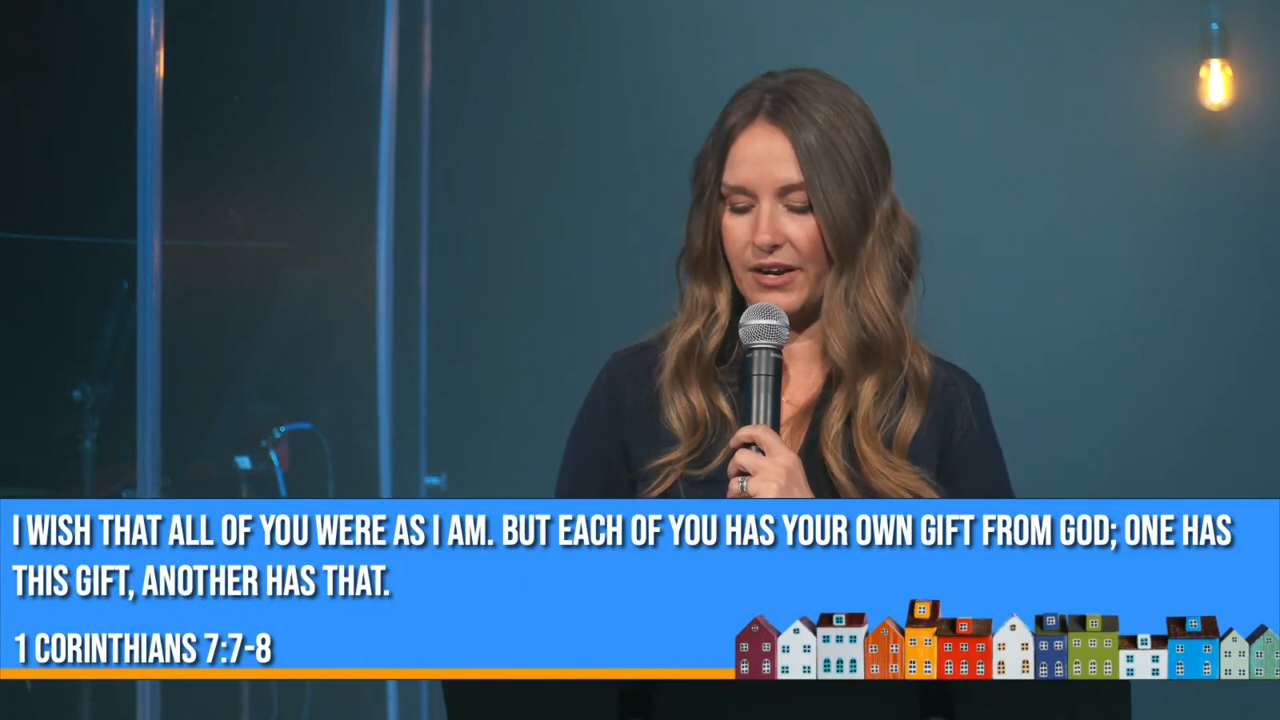 I WISH THAT ALL OF YOU WERE AS I AM. BUT EACH OF YOU HAS YOUR OWN GIFT FROM GOD; ONE HAS
THIS GIFT, ANOTHER HAS THAT.
1 CORINTHIANS 7:7-8